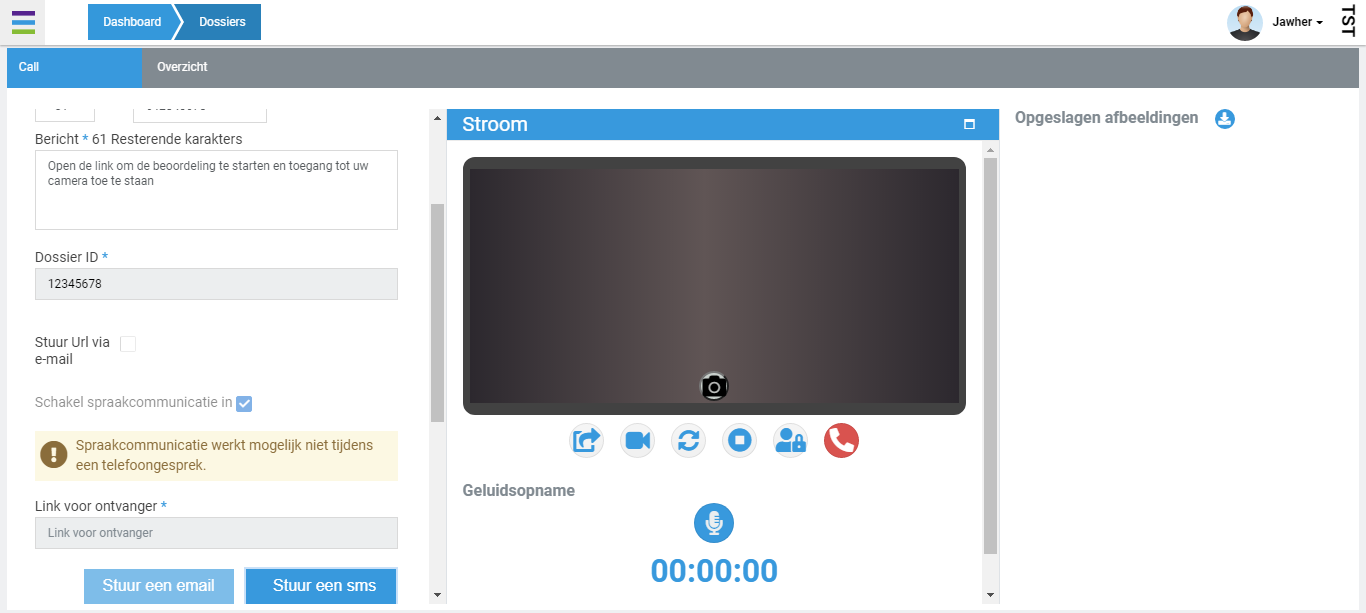 Dashboard
Dossiers
Jawher
TST
Call
Overzicht
Bericht * 61 Resterende karakters
Open de link om de beoordeling te starten en toegang tot uw
camera toe te staan
Dossier ID *
12345678
Stuur Url via
e-mail
Schakel spraakcommunicatie in
Spraakcommunicatie werkt mogelijk niet tijdens
een telefoongesprek.
Link voor ontvanger *
Link voor ontvanger
Stuur een email
Stuur een sms
Stroom
Geluidsopname
00:00:00
Opgeslagen afbeeldingen